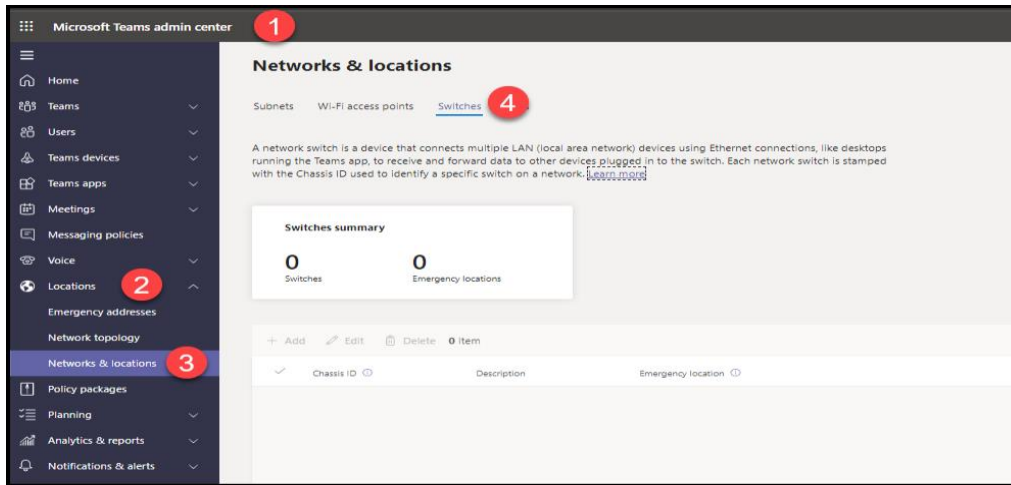 Microsoft Teams admin center 1
Home
Teams
Users
Teams devices
Teams apps
Meetings
Messaging policies
Voice
Locations 2
Emergency addresses
Network topology
Networks & locations 3
Policy packages
Planning
Analytics & reports
Notifications & alerts
Networks & locations
Subnets Wi-Fi access points Switches 4
A network switch is a device that connects multiple LAN (local area network) devices using Ethernet connections, like desktops
running the Teams app, to receive and forward data to other devices plugged in to the switch. Each network switch is stamped
with the Chassis ID used to identify a specific switch on a network. Learn more
Switches summary
0 0
Switches Emergency locations
+ Add Edit Delete 0 item
Chassis ID Description Emergency location